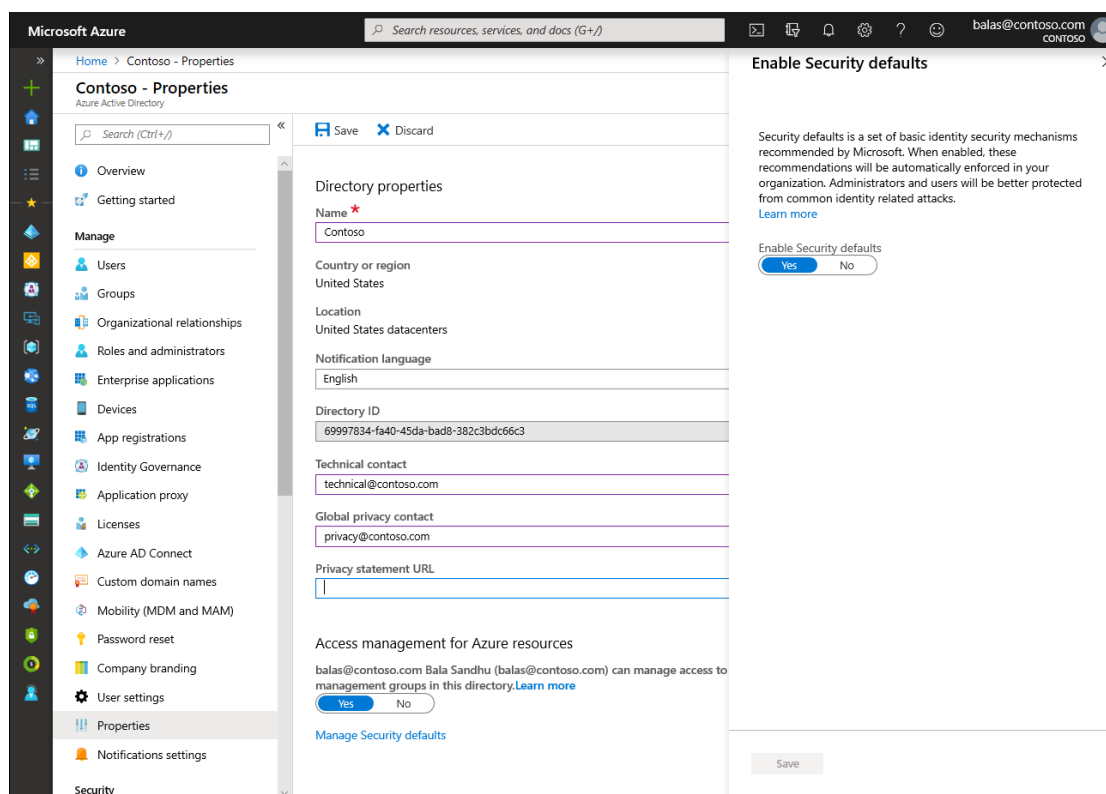 Microsoft Azure
Search resources, services, and docs (G+/)
balas@contoso.com
CONTOSO
Home > Contoso - Properties
Contoso - Properties
Azure Active Directory
Search (Ctrl+/)
Overview
Getting started
Manage
Users
Groups
Organizational relationships
Roles and administrators
Enterprise applications
Devices
App registrations
Identity Governance
Application proxy
Licenses
Azure AD Connect
Custom domain names
Mobility (MDM and MAM)
Password reset
Company branding
User settings
Properties
Notifications settings
Security
Save
Discard
Directory properties
Name *
Contoso
Country or region
United States
Location
United States datacenters
Notification language
English
Directory ID
69997834-fa40-45da-bad8-382c3bdc66c3
Technical contact
technical@contoso.com
Global privacy contact
privacy@contoso.com
Privacy statement URL
Access management for Azure resources
balas@contoso.com Bala Sandhu (balas@contoso.com) can manage access to
management groups in this directory.Learn more
Yes No
Manage Security defaults
Enable Security defaults
Security defaults is a set of basic identity security mechanisms
recommended by Microsoft. When enabled, these
recommendations will be automatically enforced in your
organization. Administrators and users will be better protected
from common identity related attacks.
Learn more
Enable Security defaults
Yes No
Save